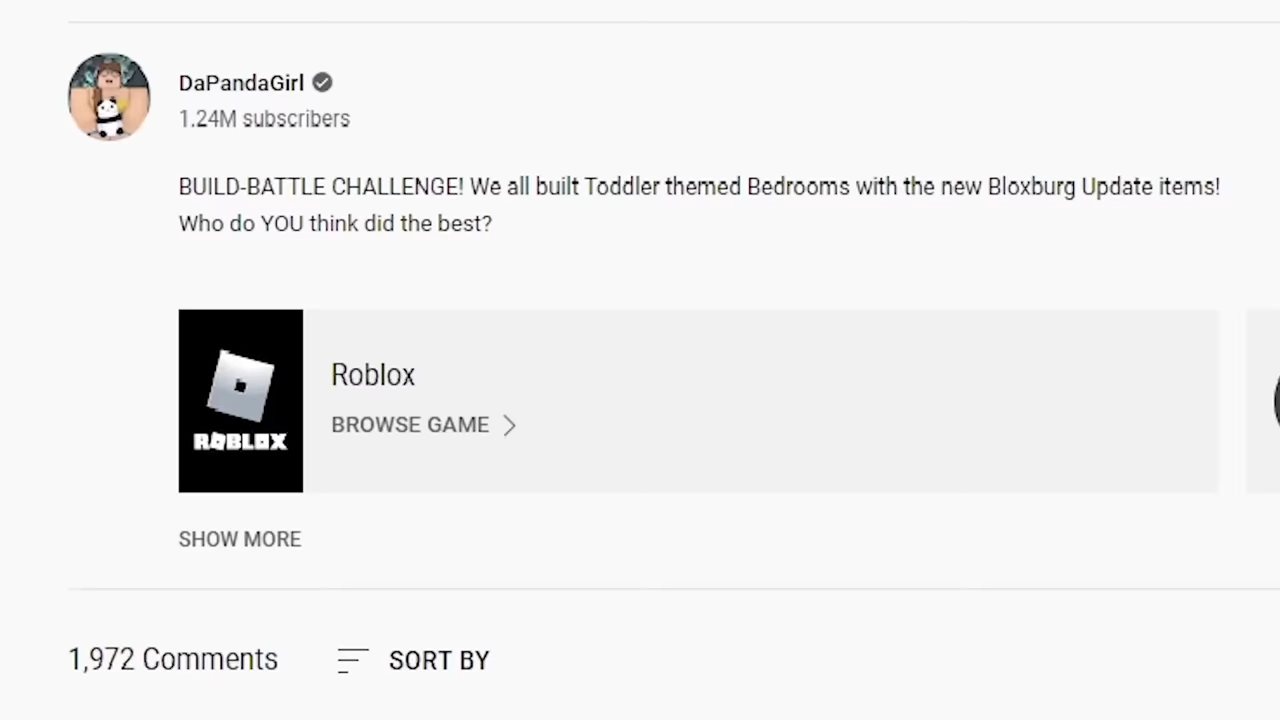 DaPandaGirl
1.24M subscribers
BUILD-BATTLE CHALLENGE! We all built Toddler themed Bedrooms with the new Bloxburg Update items!
Who do YOU think did the best?
ROBLOX
Roblox
BROWSE GAME
SHOW MORE
1,972 Comments
SORT BY